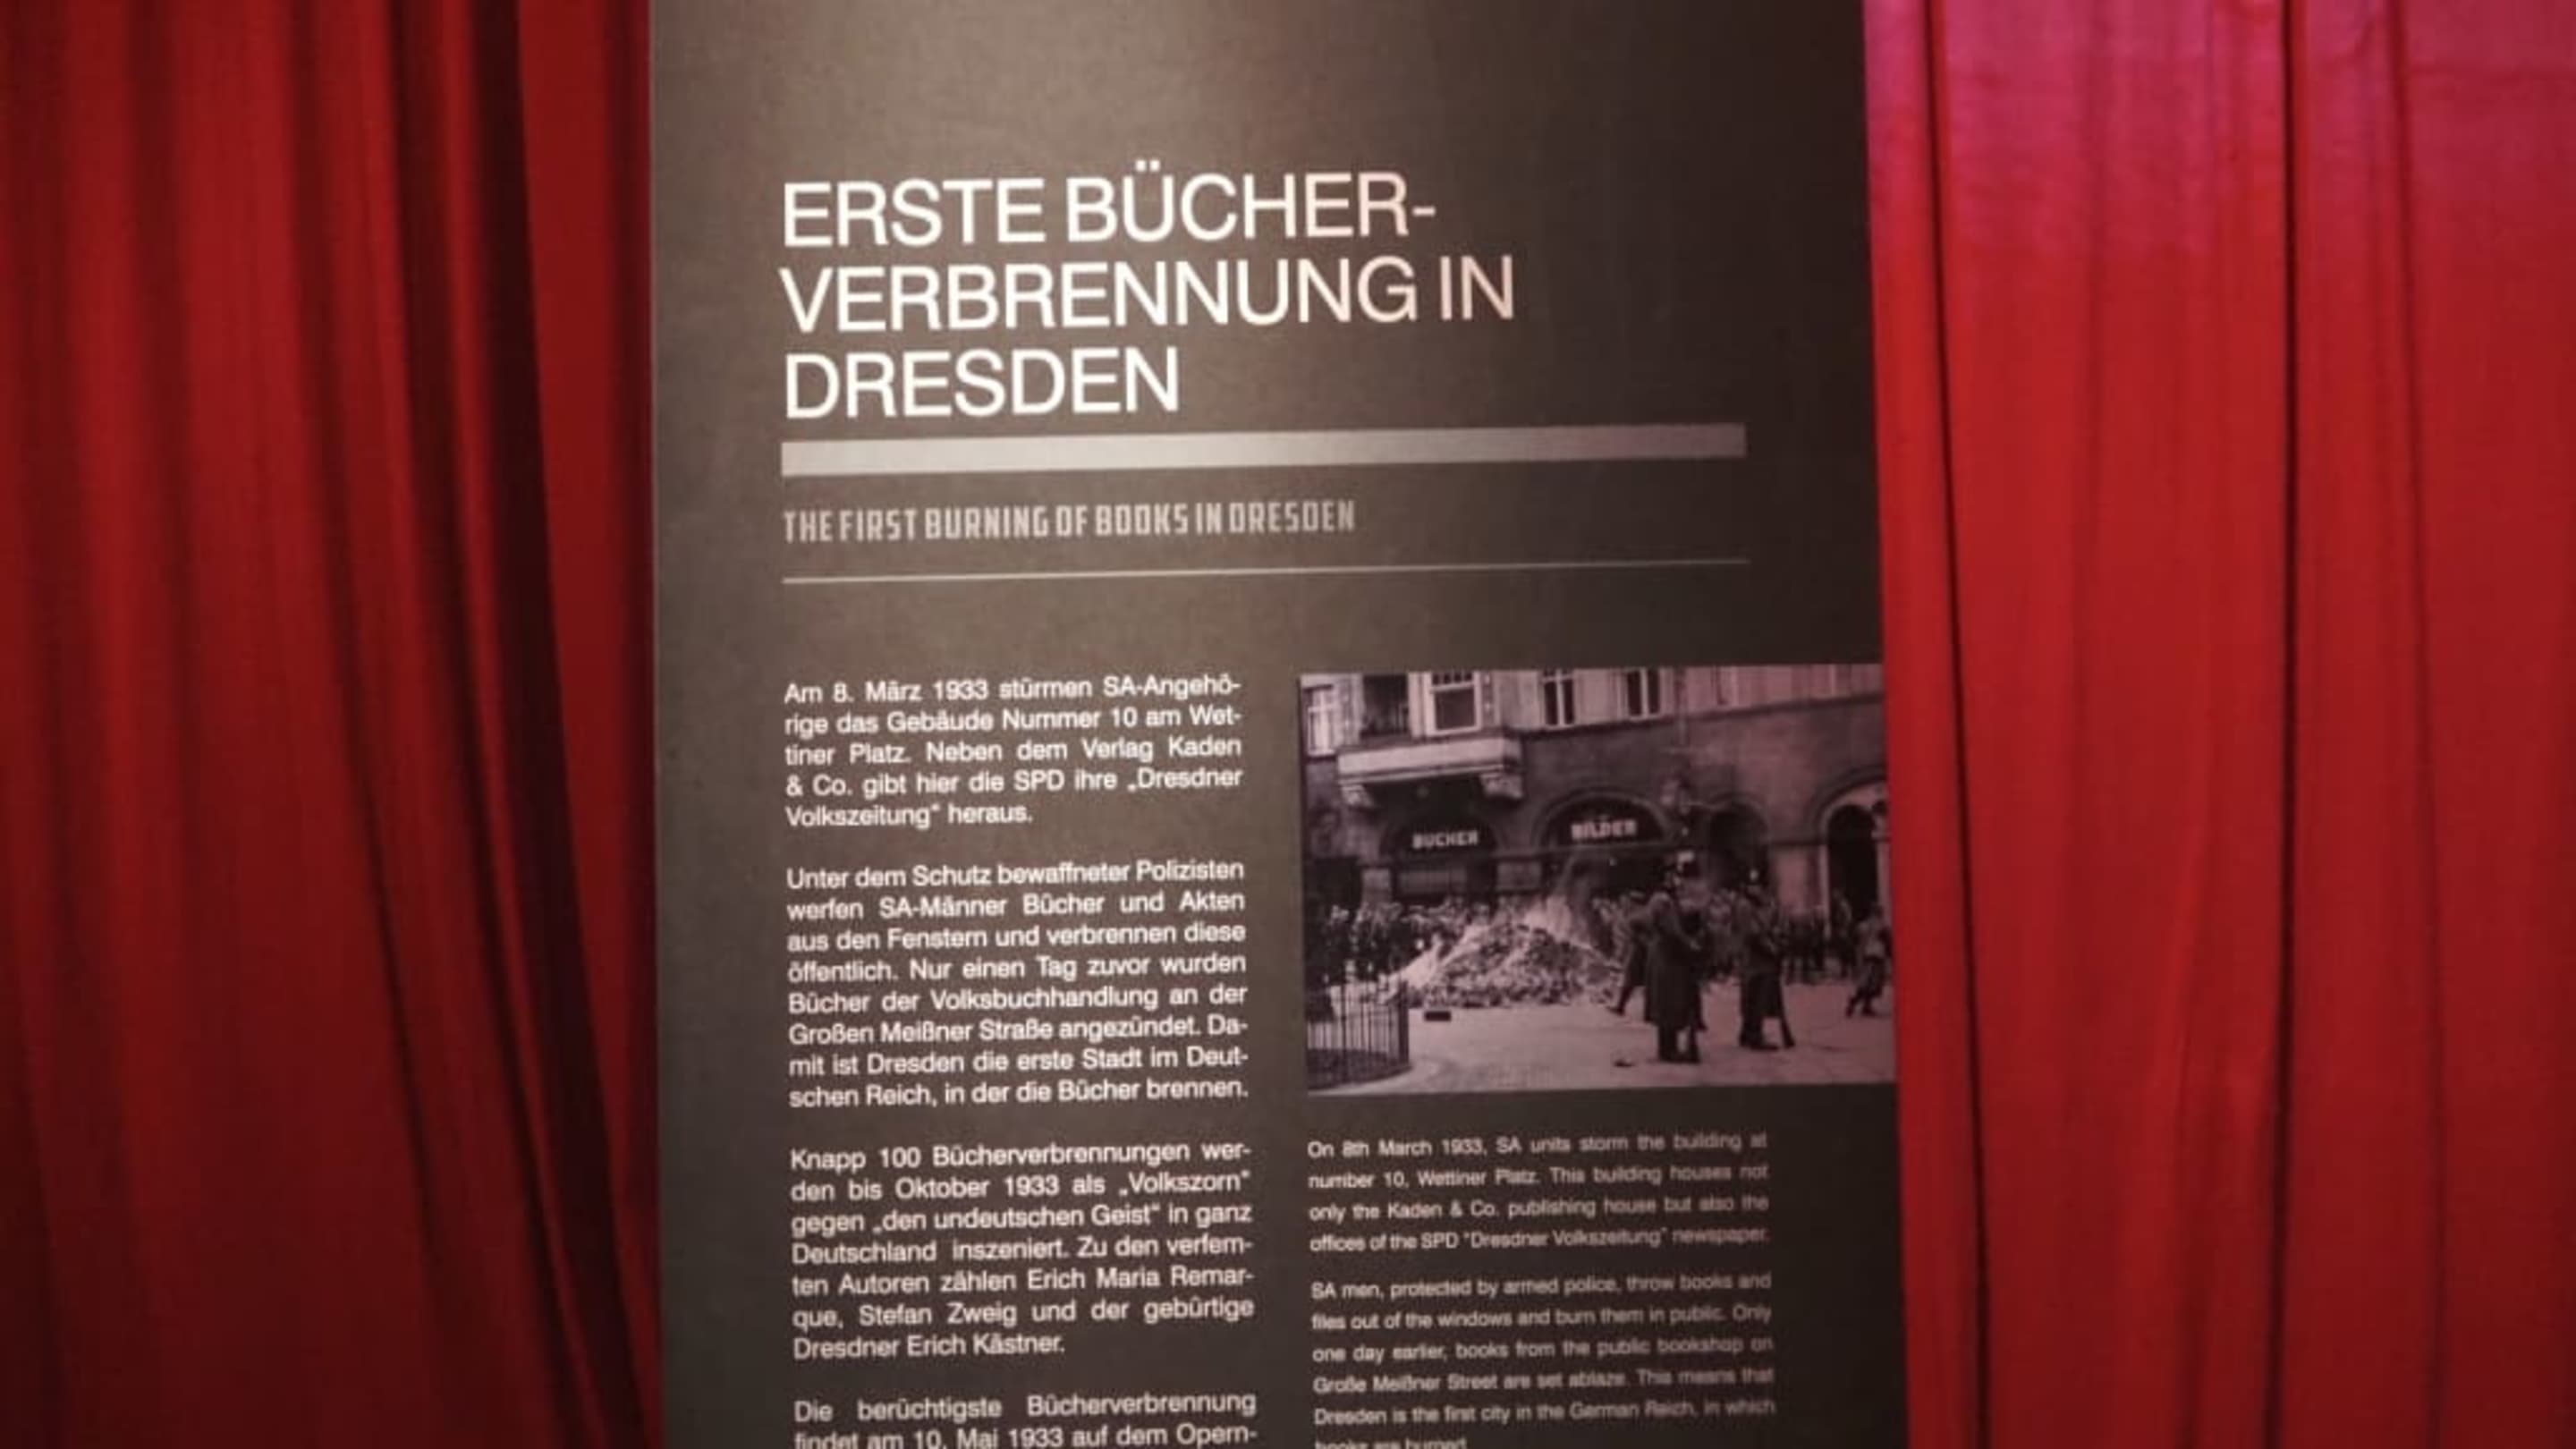 ERSTE BÜCHER-
VERBRENNUNG IN
DRESDEN
THE FIRST BURNING OF BOOKS IN DRESDEN
Am 8. März 1933 stürmen SA-Angehö-
rige das Gebäude Nummer 10 am Wet-
tiner Platz. Neben dem Verlag Kaden
& Co. gibt hier die SPD ihre „Dresdner
Volkszeitung“ heraus.
Unter dem Schutz bewaffneter Polizisten
werfen SA-Männer Bücher und Akten
aus den Fenstern und verbrennen diese
öffentlich. Nur einen Tag zuvor wurden
Bücher der Volksbuchhandlung an der
Großen Meißner Straße angezündet. Da-
mit ist Dresden die erste Stadt im Deut-
schen Reich, in der die Bücher brennen.
Knapp 100 Bücherverbrennungen wer-
den bis Oktober 1933 als „Volkszorn“
gegen „den undeutschen Geist“ in ganz
Deutschland inszeniert. Zu den verfem-
ten Autoren zählen Erich Maria Remar-
que, Stefan Zweig und der gebürtige
Dresdner Erich Kästner.
Die berüchtigste Bücherverbrennung
findet am 10. Mai 1933 auf dem Opern-
BÜCHER
BILDER
On 8th March 1933, SA units storm the building at
number 10, Wettiner Platz. This building houses not
only the Kaden & Co. publishing house but also the
offices of the SPD "Dresdner Volkszeitung" newspaper.
SA men, protected by armed police, throw books and
files out of the windows and burn them in public. Only
one day earlier, books from the public bookshop on
Große Meißner Street are set ablaze. This means that
Dresden is the first city in the German Reich, in which
books are burned.